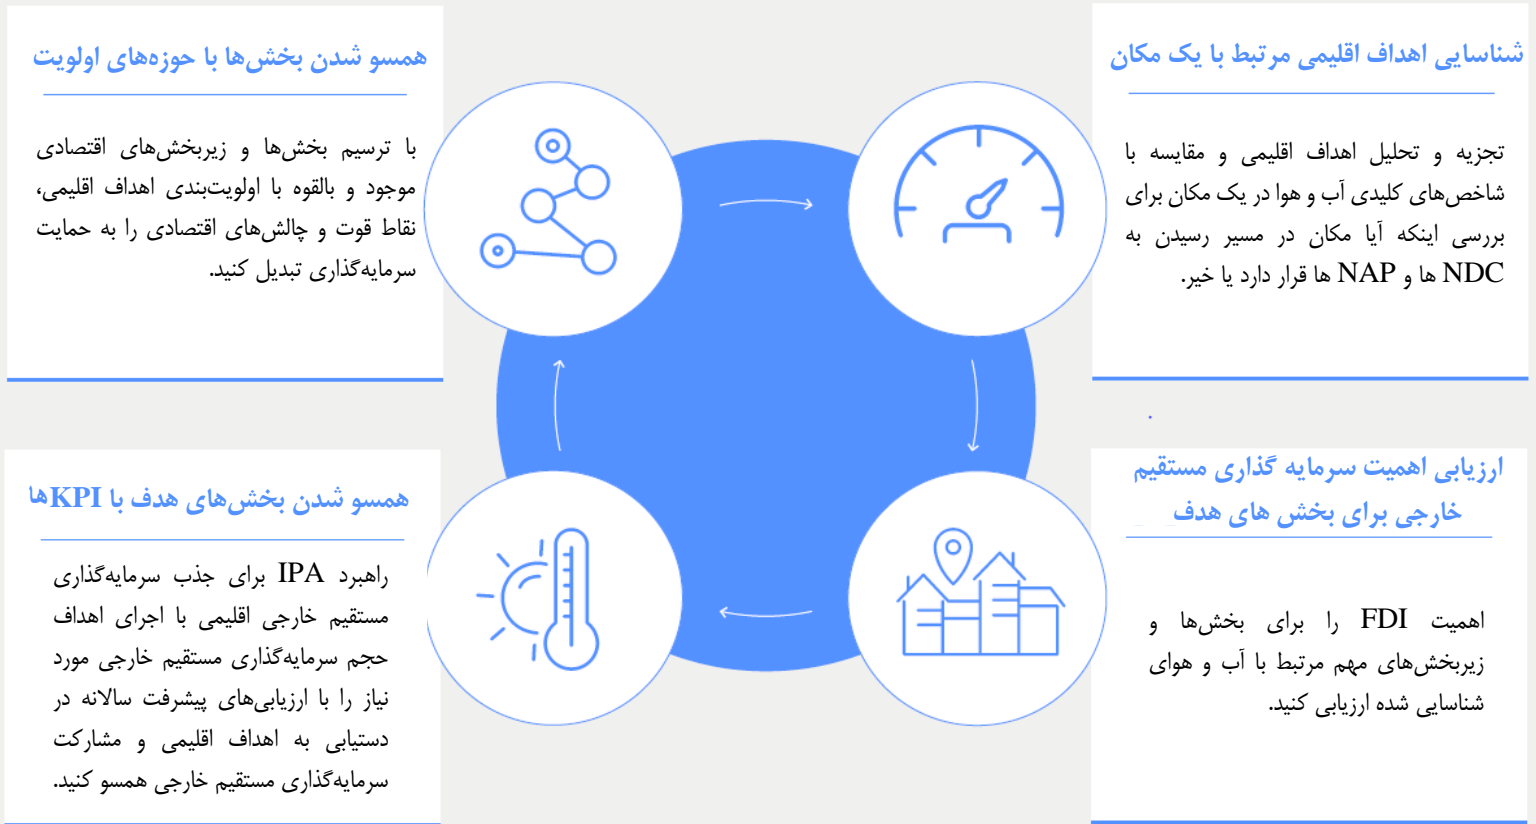 شناسایی اهداف اقلیمی مرتبط با یک مکان
تجزیه و تحلیل اهداف اقلیمی و مقایسه با
شاخص‌های کلیدی آب و هوا در یک مکان برای
بررسی اینکه آیا مکان در مسیر رسیدن به
NDC ها و NAP ها قرار دارد یا خیر.
همسو شدن بخش‌ها با حوزه‌های اولویت
با ترسیم بخش‌ها و زیربخش‌های اقتصادی
موجود و بالقوه با اولویت‌بندی اهداف اقلیمی،
نقاط قوت و چالش‌های اقتصادی را به حمایت
سرمایه‌گذاری تبدیل کنید.
ارزیابی اهمیت سرمایه گذاری مستقیم
خارجی برای بخش های هدف
اهمیت FDI را برای بخش‌ها و
زیربخش‌های مهم مرتبط با آب و هوای
شناسایی شده ارزیابی کنید.
همسو شدن بخش‌های هدف با KPIها
راهبرد IPA برای جذب سرمایه‌گذاری
مستقیم خارجی اقلیمی با اجرای اهداف
حجم سرمایه‌گذاری مستقیم خارجی مورد
نیاز را با ارزیابی‌های پیشرفت سالانه در
دستیابی به اهداف اقلیمی و مشارکت
سرمایه‌گذاری مستقیم خارجی همسو کنید.